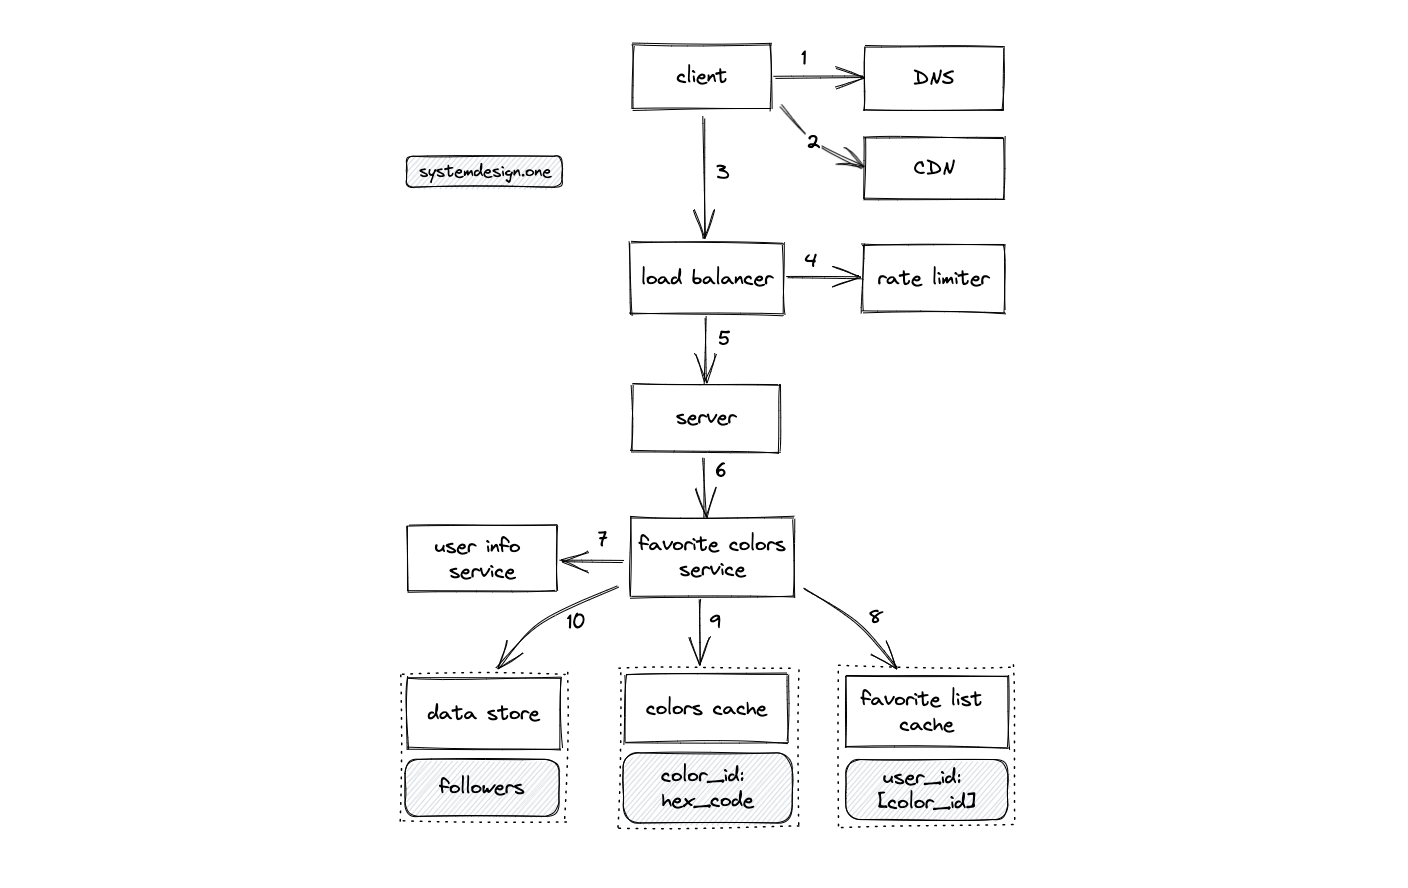 client
1
DNS
2
CDN
systemdesign.one
3
load balancer
4
rate limiter
5
server
6
user info
service
7
favorite colors
service
10
9
8
data store
followers
colors cache
color_id:
hex_code
favorite list
cache
user_id:
[color_id]